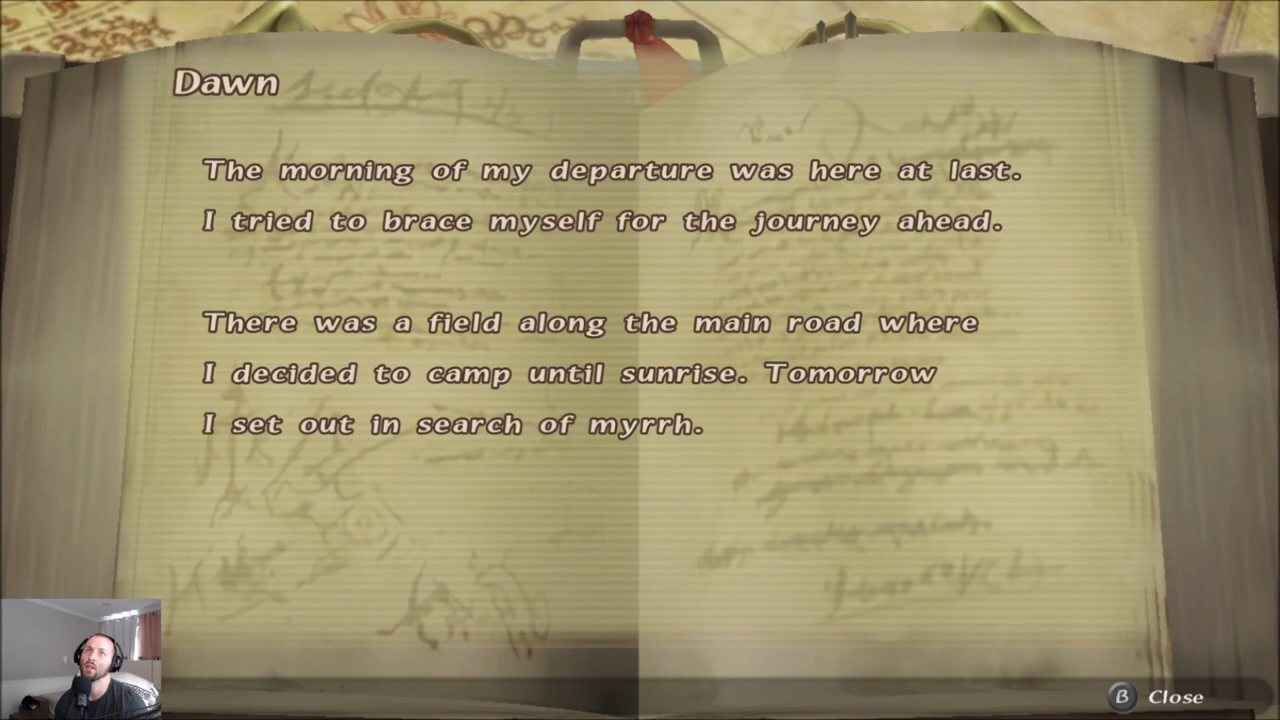 Dawn
The morning of my departure was here at last.
I tried to brace myself for the journey ahead.
There was a field along the main road where
I decided to camp until sunrise. Tomorrow
I set out in search of myrrh.
B Close